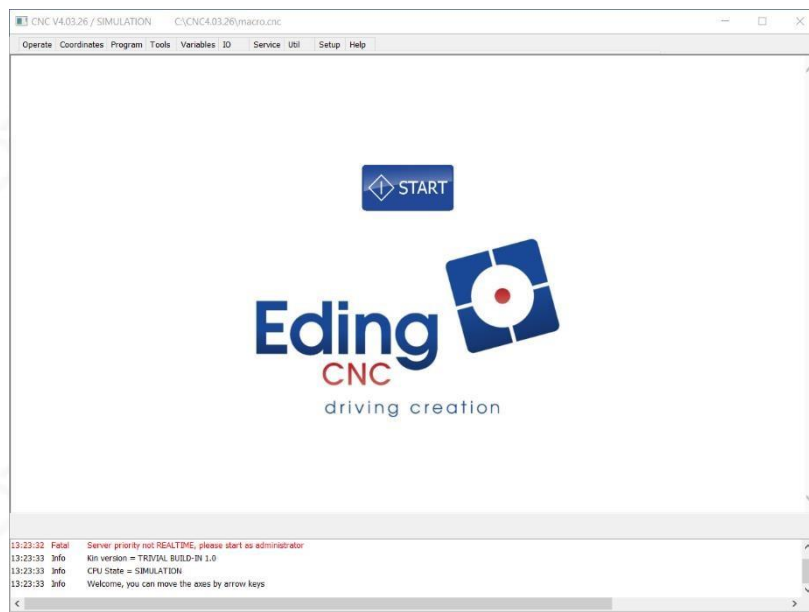 CNC V4.03.26 / SIMULATION C:\CNC4.03.26\macro.cnc
Operate Coordinates Program Tools Variables IO Service Util Setup Help
START
Eding
CNC
driving creation
13:23:32 Fatal Server priority not REALTIME, please start as administrator
13:23:33 Info Kin version = TRIVIAL BUILD-IN 1.0
13:23:33 Info CPU State = SIMULATION
13:23:33 Info Welcome, you can move the axes by arrow keys